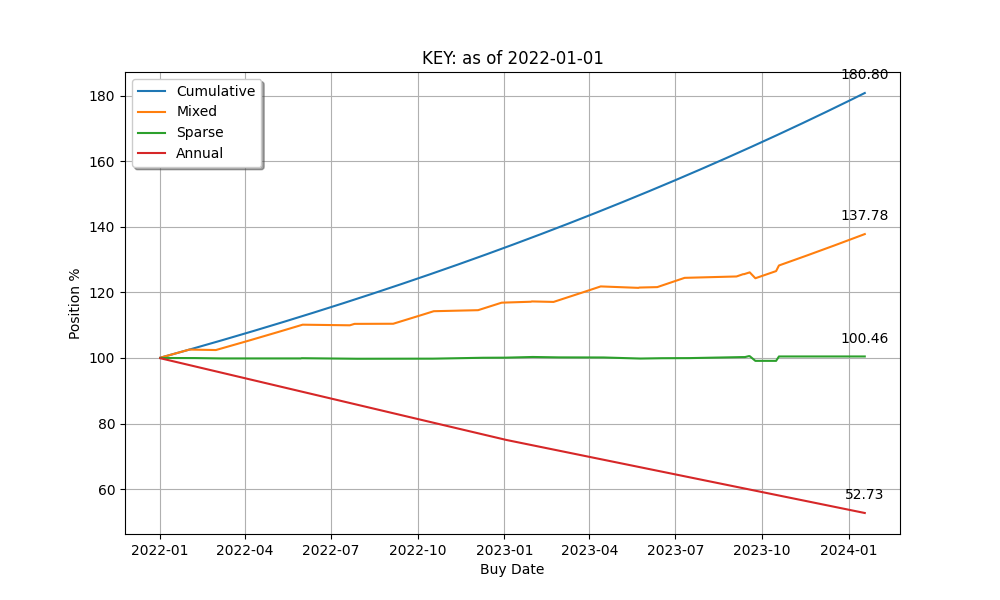 KEY: as of 2022-01-01
Cumulative
Mixed
Sparse
Annual
180.80
137.78
100.46
52.73
Position %
180
160
140
120
100
80
60
2022-01 2022-04 2022-07 2022-10 2023-01 2023-04 2023-07 2023-10 2024-01
Buy Date